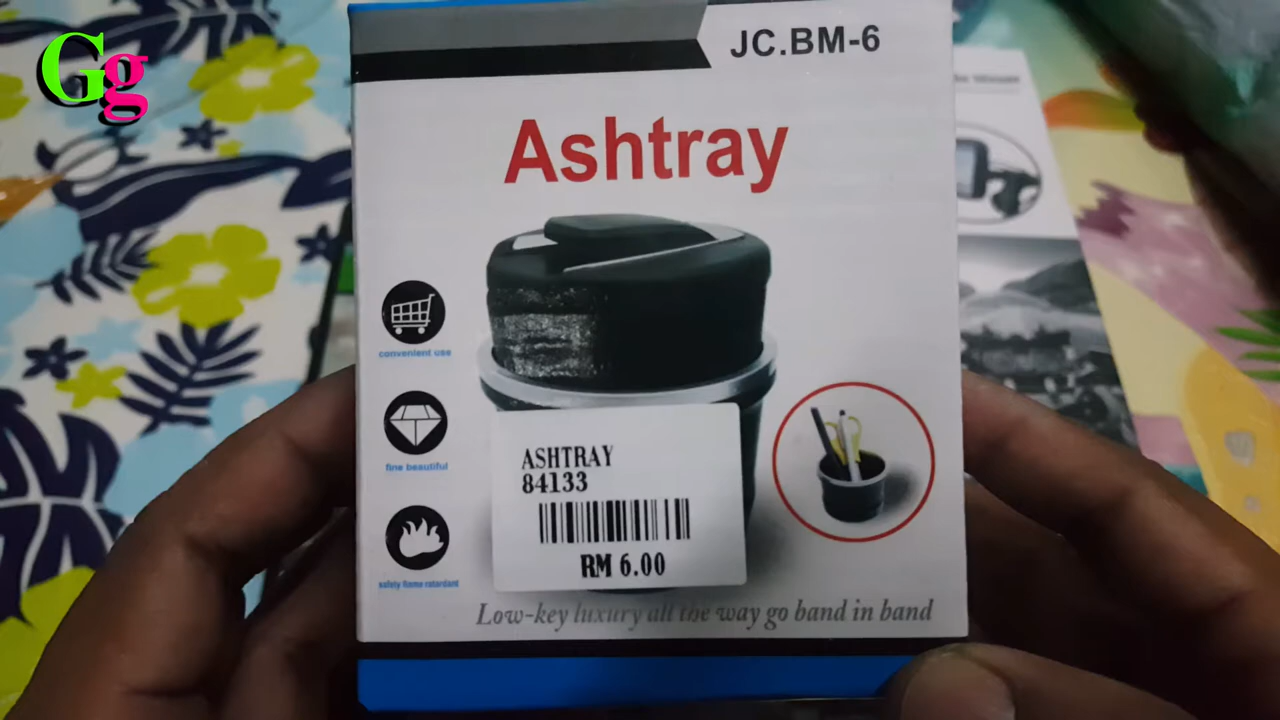 Gg
JC.BM-6
Ashtray
convenient use
fine beautiful
safety flame retardant
ASHTRAY
84133
RM 6.00
Low-key luxury all the way go band in band